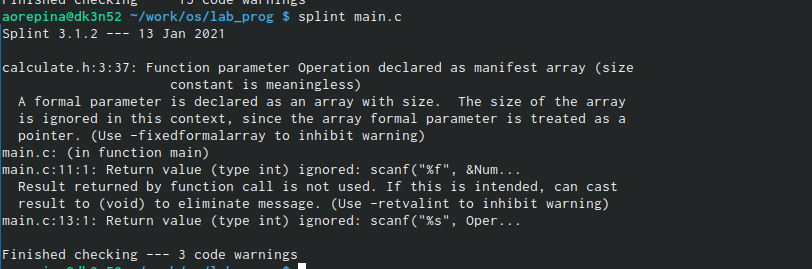 Finished checking --- 15 code warnings
aorepina@dk3n52 ~/work/os/lab_prog $ splint main.c
Splint 3.1.2 --- 13 Jan 2021
calculate.h:3:37: Function parameter Operation declared as manifest array (size
constant is meaningless)
A formal parameter is declared as an array with size.  The size of the array
is ignored in this context, since the array formal parameter is treated as a
pointer. (Use -fixedformalarray to inhibit warning)
main.c: (in function main)
main.c:11:1: Return value (type int) ignored: scanf("%f", &Num...
Result returned by function call is not used. If this is intended, can cast
result to (void) to eliminate message. (Use -retvalint to inhibit warning)
main.c:13:1: Return value (type int) ignored: scanf("%s", Oper...
Finished checking --- 3 code warnings
aorepina@dk3n52 ~/work/os/lab_prog $